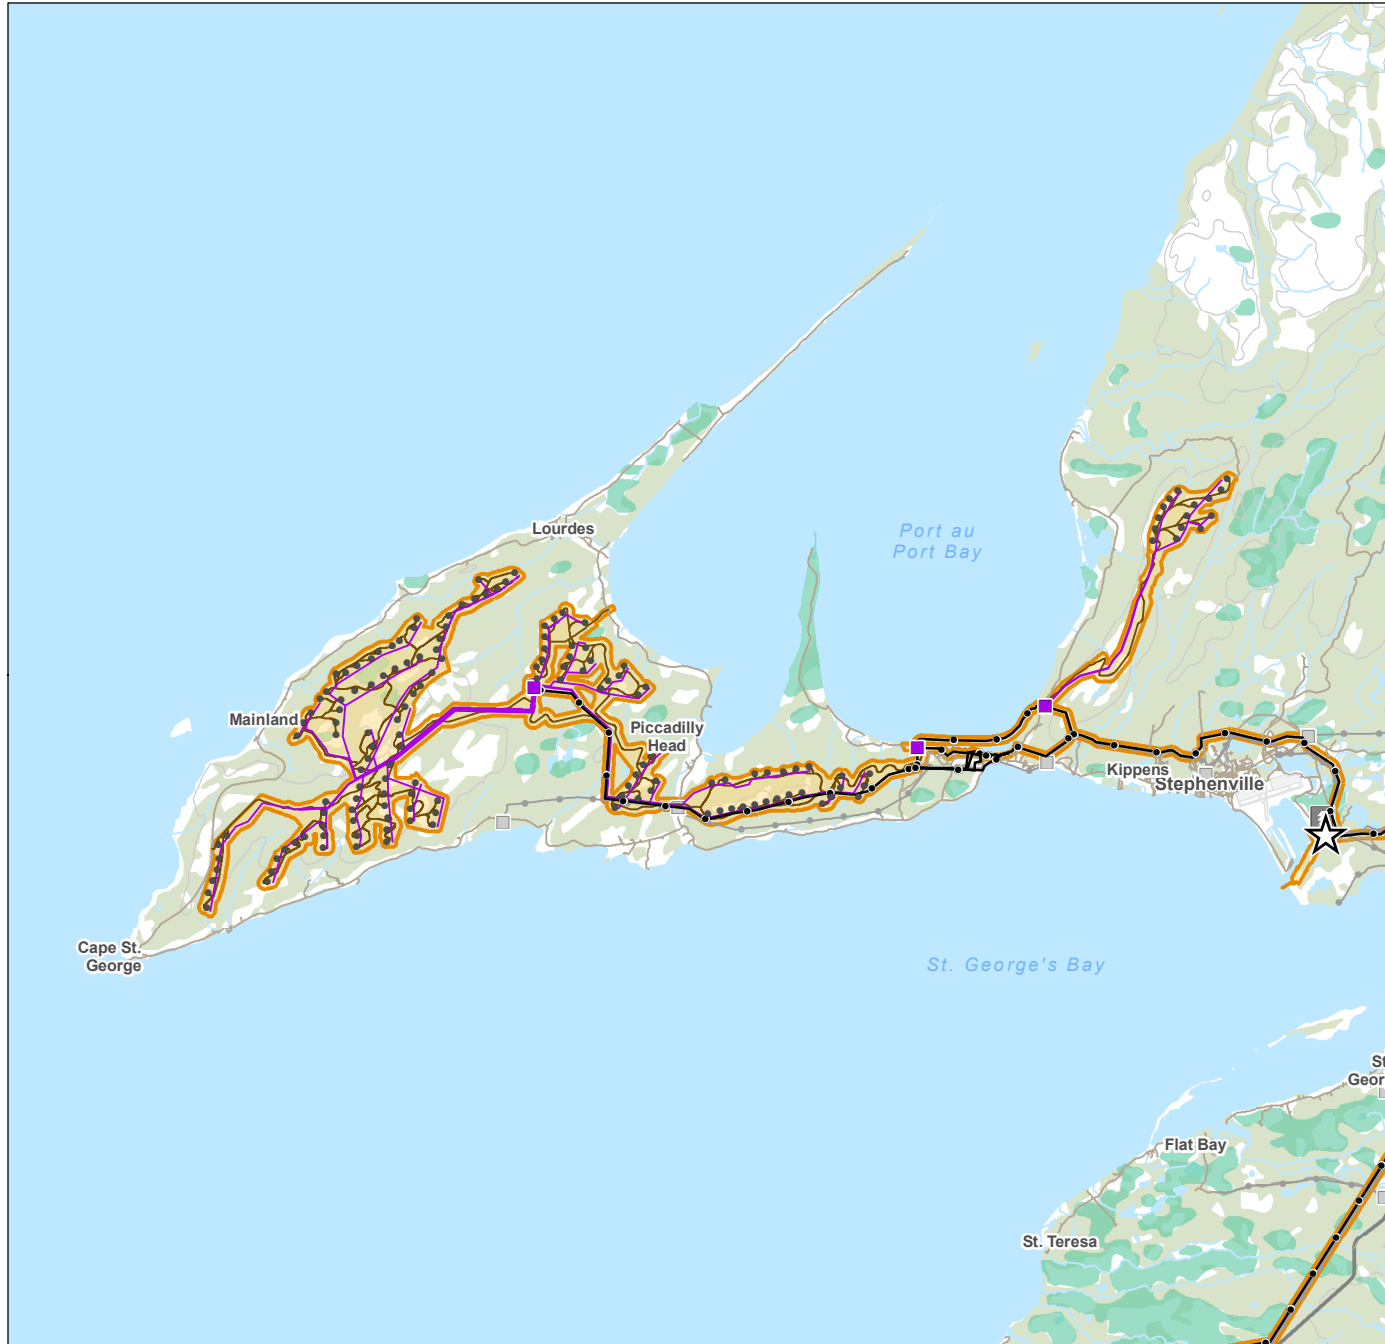 Lourdes
Port au
Port Bay
Mainland
Piccadilly
Head
Kippens
Stephenville
Cape St.
George
St. George's Bay
Flat Bay
St. Teresa